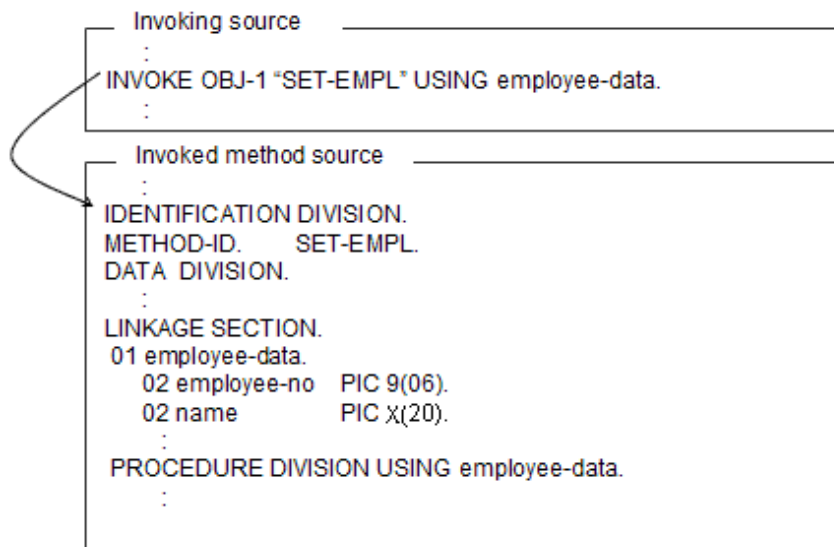 Invoking source
:
INVOKE OBJ-1 “SET-EMPL” USING employee-data.
:
Invoked method source
:
IDENTIFICATION DIVISION.
METHOD-ID. SET-EMPL.
DATA DIVISION.
:
LINKAGE SECTION.
01 employee-data.
02 employee-no PIC 9(06).
02 name PIC X(20).
:
PROCEDURE DIVISION USING employee-data.
: